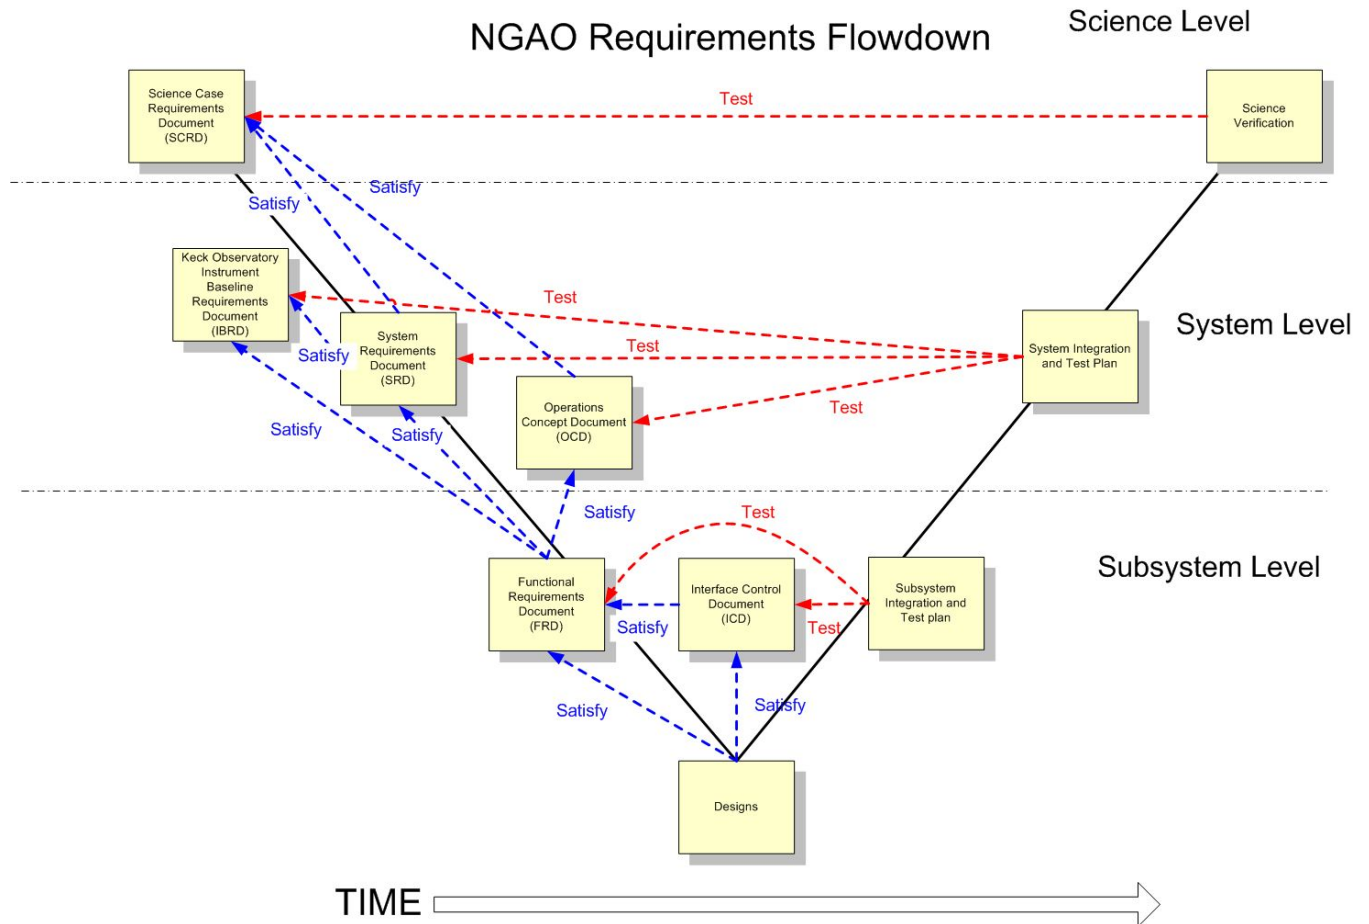 NGAO Requirements Flowdown
Science Level
Science Case
Requirements
Document
(SCRD)
Test
Science
Verification
Satisfy
Satisfy
Keck Observatory
Instrument
Baseline
Requirements
Document
(IBRD)
Test
System Level
System
Requirements
Document
(SRD)
Satisfy
Test
System Integration
and Test Plan
Operations
Concept Document
(OCD)
Test
Satisfy
Satisfy
Satisfy
Test
Subsystem Level
Functional
Requirements
Document
(FRD)
Satisfy
Interface Control
Document
(ICD)
Test
Subsystem
Integration and
Test plan
Satisfy
Satisfy
Designs
TIME